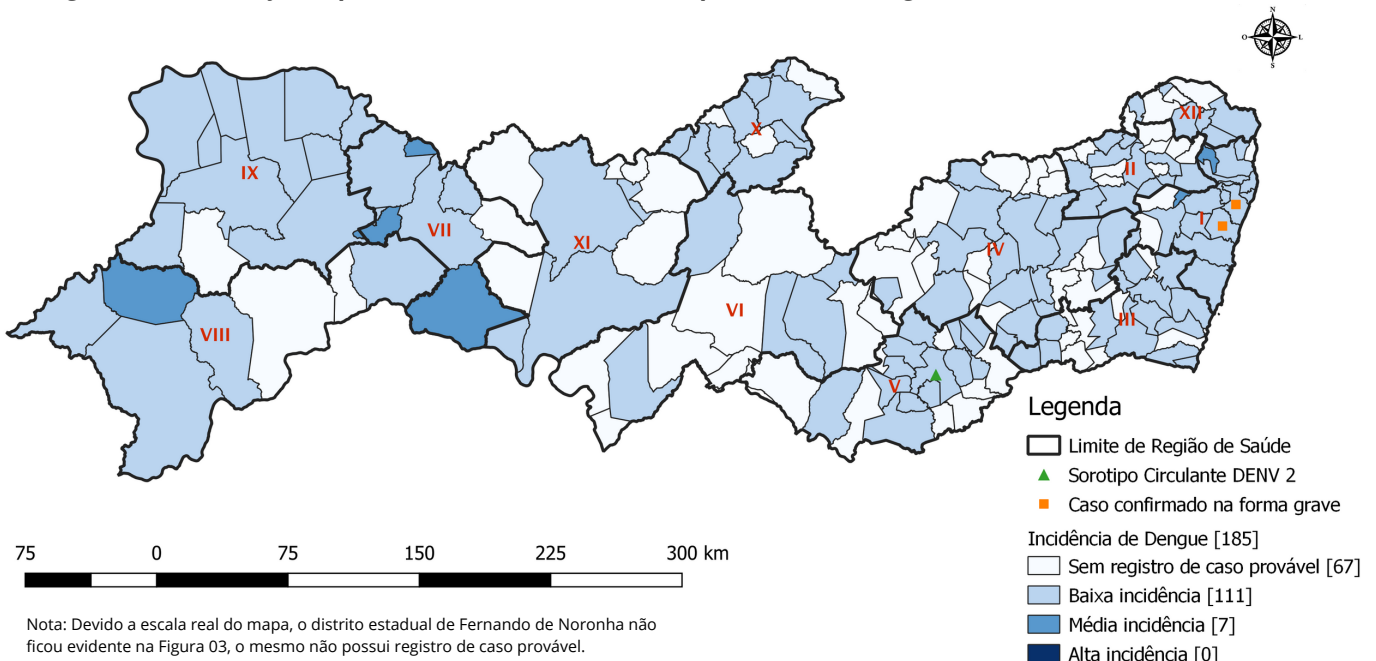 N
O L
S
XII
X
II
IX
I
VII
XI
IV
VI
III
VIII
V
Legenda
Limite de Região de Saúde
Sorotipo Circulante DENV 2
Caso confirmado na forma grave
Incidência de Dengue [185]
Sem registro de caso provável [67]
Baixa incidência [111]
Média incidência [7]
Alta incidência [0]
75 0 75 150 225 300 km
Nota: Devido a escala real do mapa, o distrito estadual de Fernando de Noronha não
ficou evidente na Figura 03, o mesmo não possui registro de caso provável.